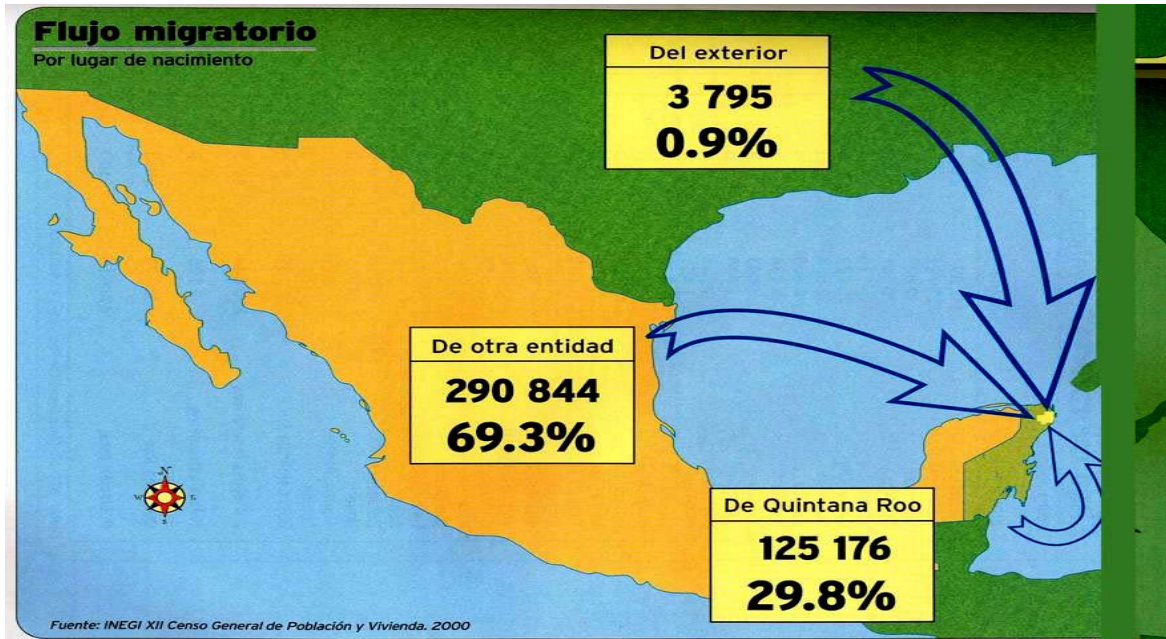 Flujo migratorio
Por lugar de nacimiento
Del exterior
3 795
0.9%
De otra entidad
290 844
69.3%
De Quintana Roo
125 176
29.8%
N
W
E
S
Fuente: INEGI XII Censo General de Población y Vivienda. 2000